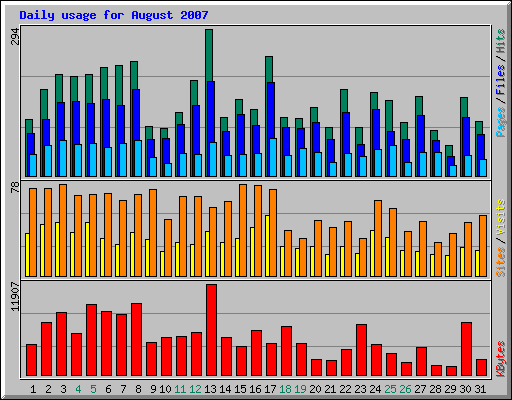 Daily usage for August 2007
294
Pages / Files / Hits
78
Sites / Visits
11907
KBytes
1 2 3 4 5 6 7 8 9 10 11 12 13 14 15 16 17 18 19 20 21 22 23 24 25 26 27 28 29 30 31